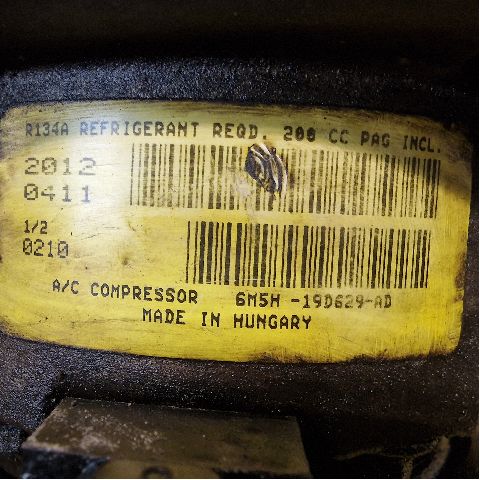 R134A REFRIGERANT REQD. 200 CC PAG INCL.
2012
0411
1/2
0210
A/C COMPRESSOR 6M5H -19D629-AD
MADE IN HUNGARY